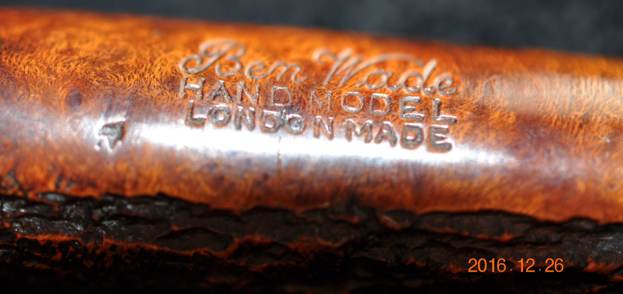 Ben Wade
HAND MODEL
LONDON MADE
2016.12.26